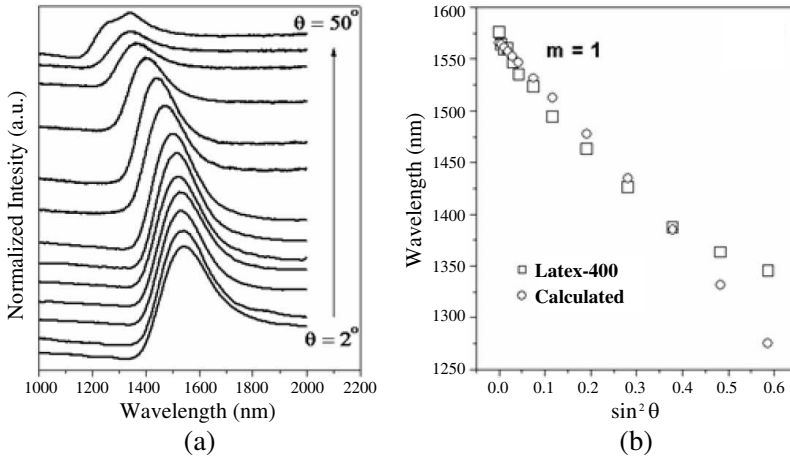 Normalized Intesity (a.u.)
θ = 50°
θ = 2°
1000 1200 1400 1600 1800 2000 2200
Wavelength (nm)
(a)
Wavelength (nm)
1600
1550
1500
1450
1400
1350
1300
1250
m = 1
Latex-400
Calculated
0.0 0.1 0.2 0.3 0.4 0.5 0.6
sin² θ
(b)